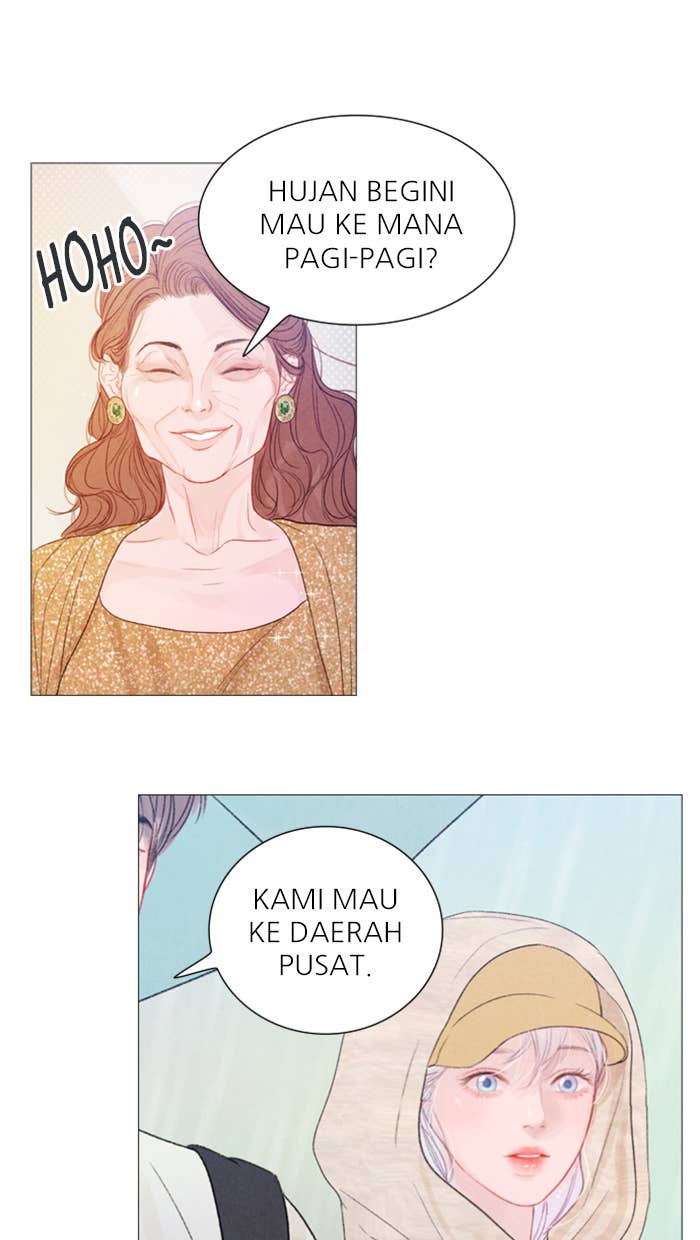 HOHO~
HUJAN BEGINI
MAU KE MANA
PAGI-PAGI?
KAMI MAU
KE DAERAH
PUSAT.